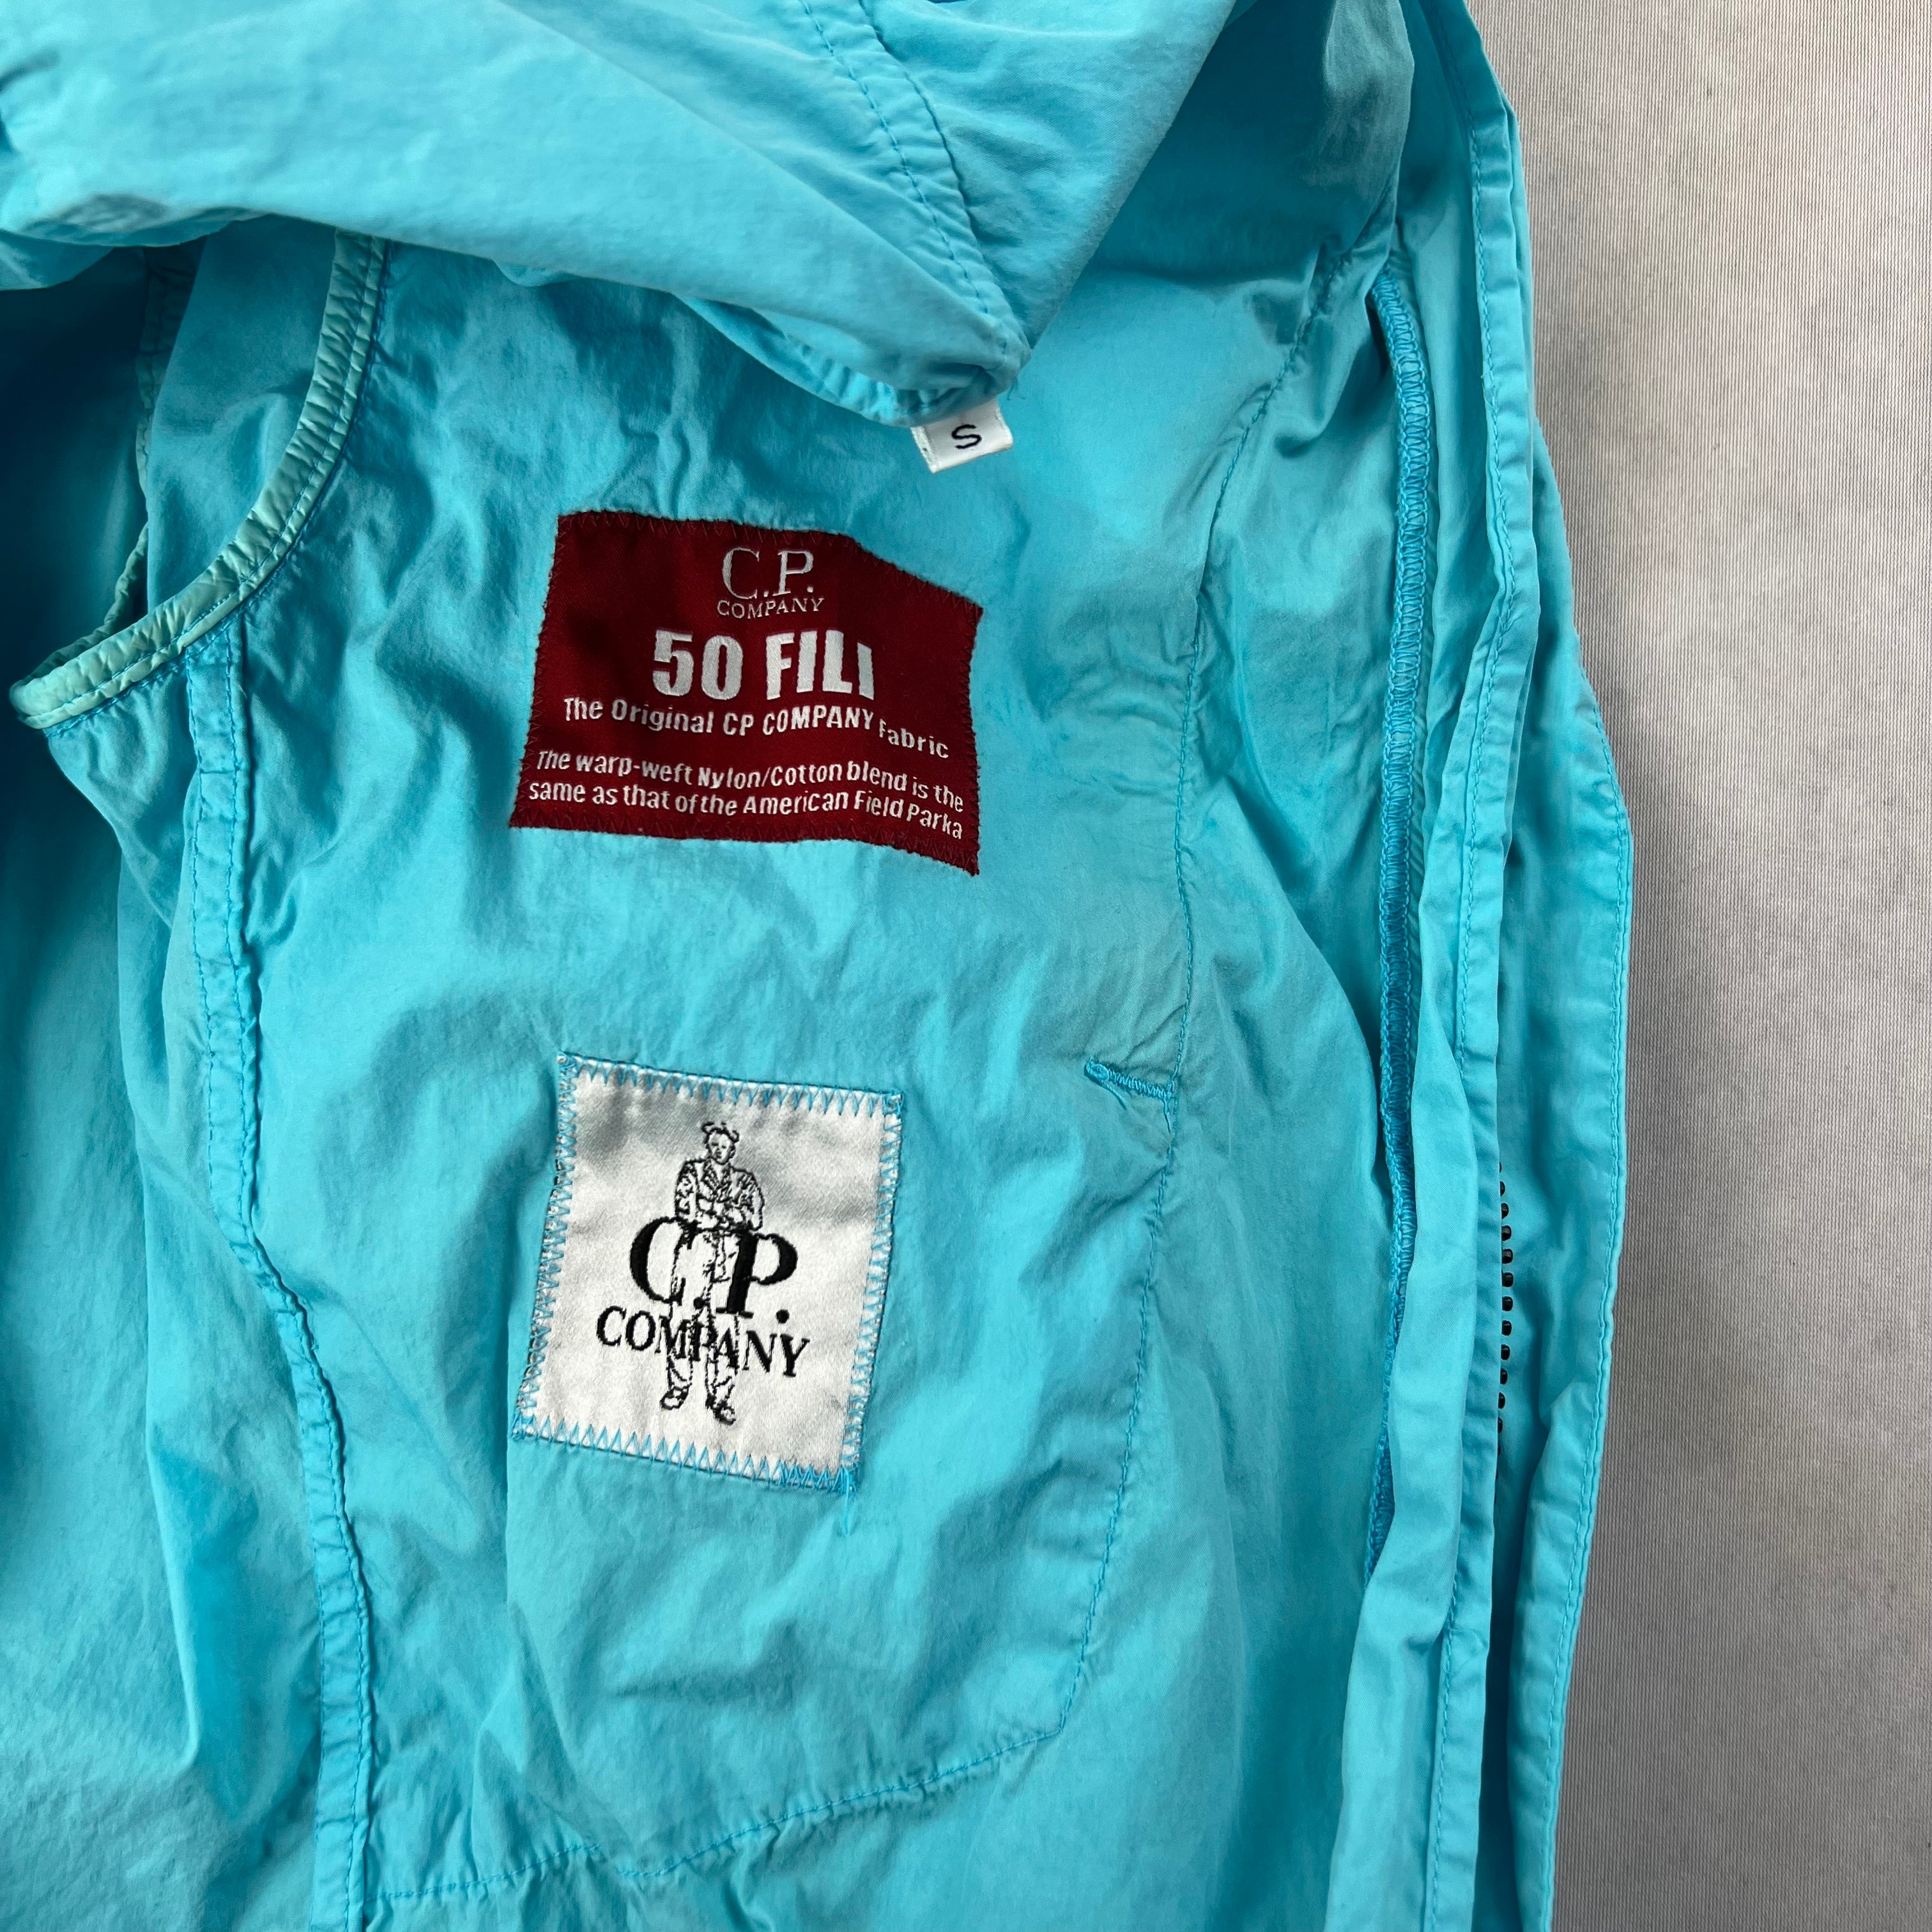 S
C.P.
COMPANY
50 FILI
The Original CP COMPANY Fabric
The warp-weft Nylon/Cotton blend is the
same as that of the American Field Parka
C.P.
COMPANY